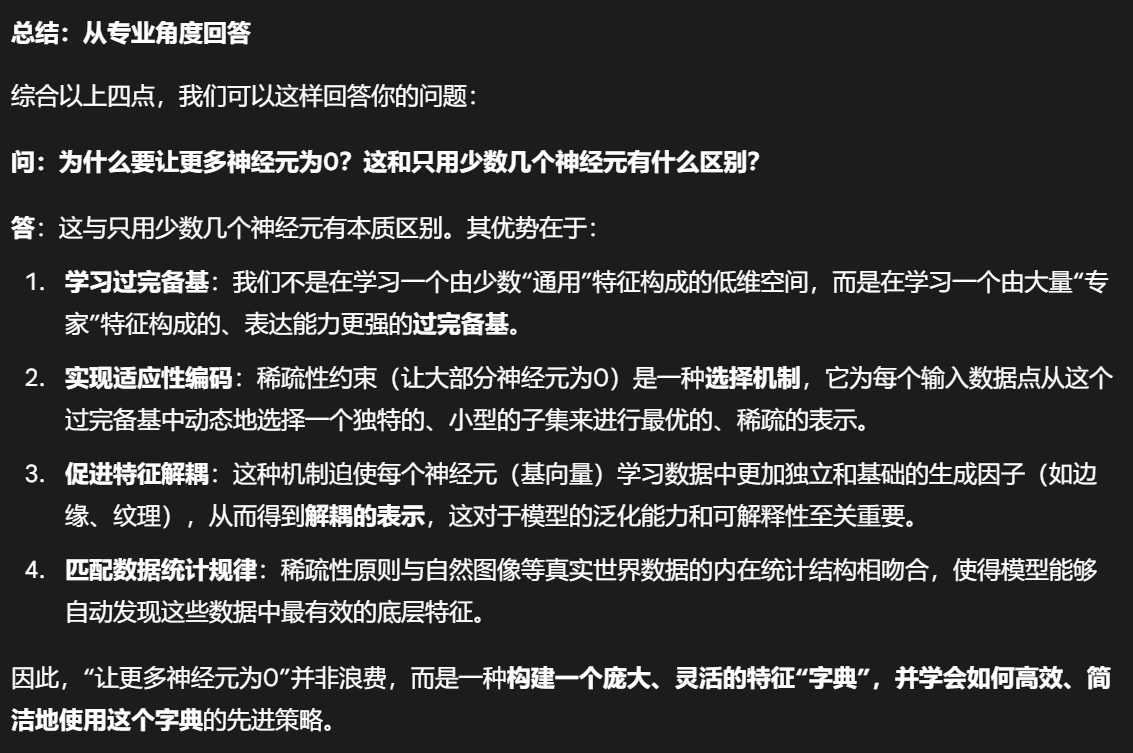 总结：从专业角度回答
综合以上四点，我们可以这样回答你的问题：
问：为什么要让更多神经元为0？这和只用少数几个神经元有什么区别？
答：这与只用少数几个神经元有本质区别。其优势在于：
1. 学习过完备基：我们不是在学习一个由少数“通用”特征构成的低维空间，而是在学习一个由大量“专
家”特征构成的、表达能力更强的过完备基。
2. 实现适应性编码：稀疏性约束（让大部分神经元为0）是一种选择机制，它为每个输入数据点从这个
过完备基中动态地选择一个独特的、小型的子集来进行最优的、稀疏的表示。
3. 促进特征解耦：这种机制迫使每个神经元（基向量）学习数据中更加独立和基础的生成因子（如边
缘、纹理），从而得到解耦的表示，这对于模型的泛化能力和可解释性至关重要。
4. 匹配数据统计规律：稀疏性原则与自然图像等真实世界数据的内在统计结构相吻合，使得模型能够
自动发现这些数据中最有效的底层特征。
因此，“让更多神经元为0”并非浪费，而是一种构建一个庞大、灵活的特征“字典”，并学会如何高效、简
洁地使用这个字典的先进策略。